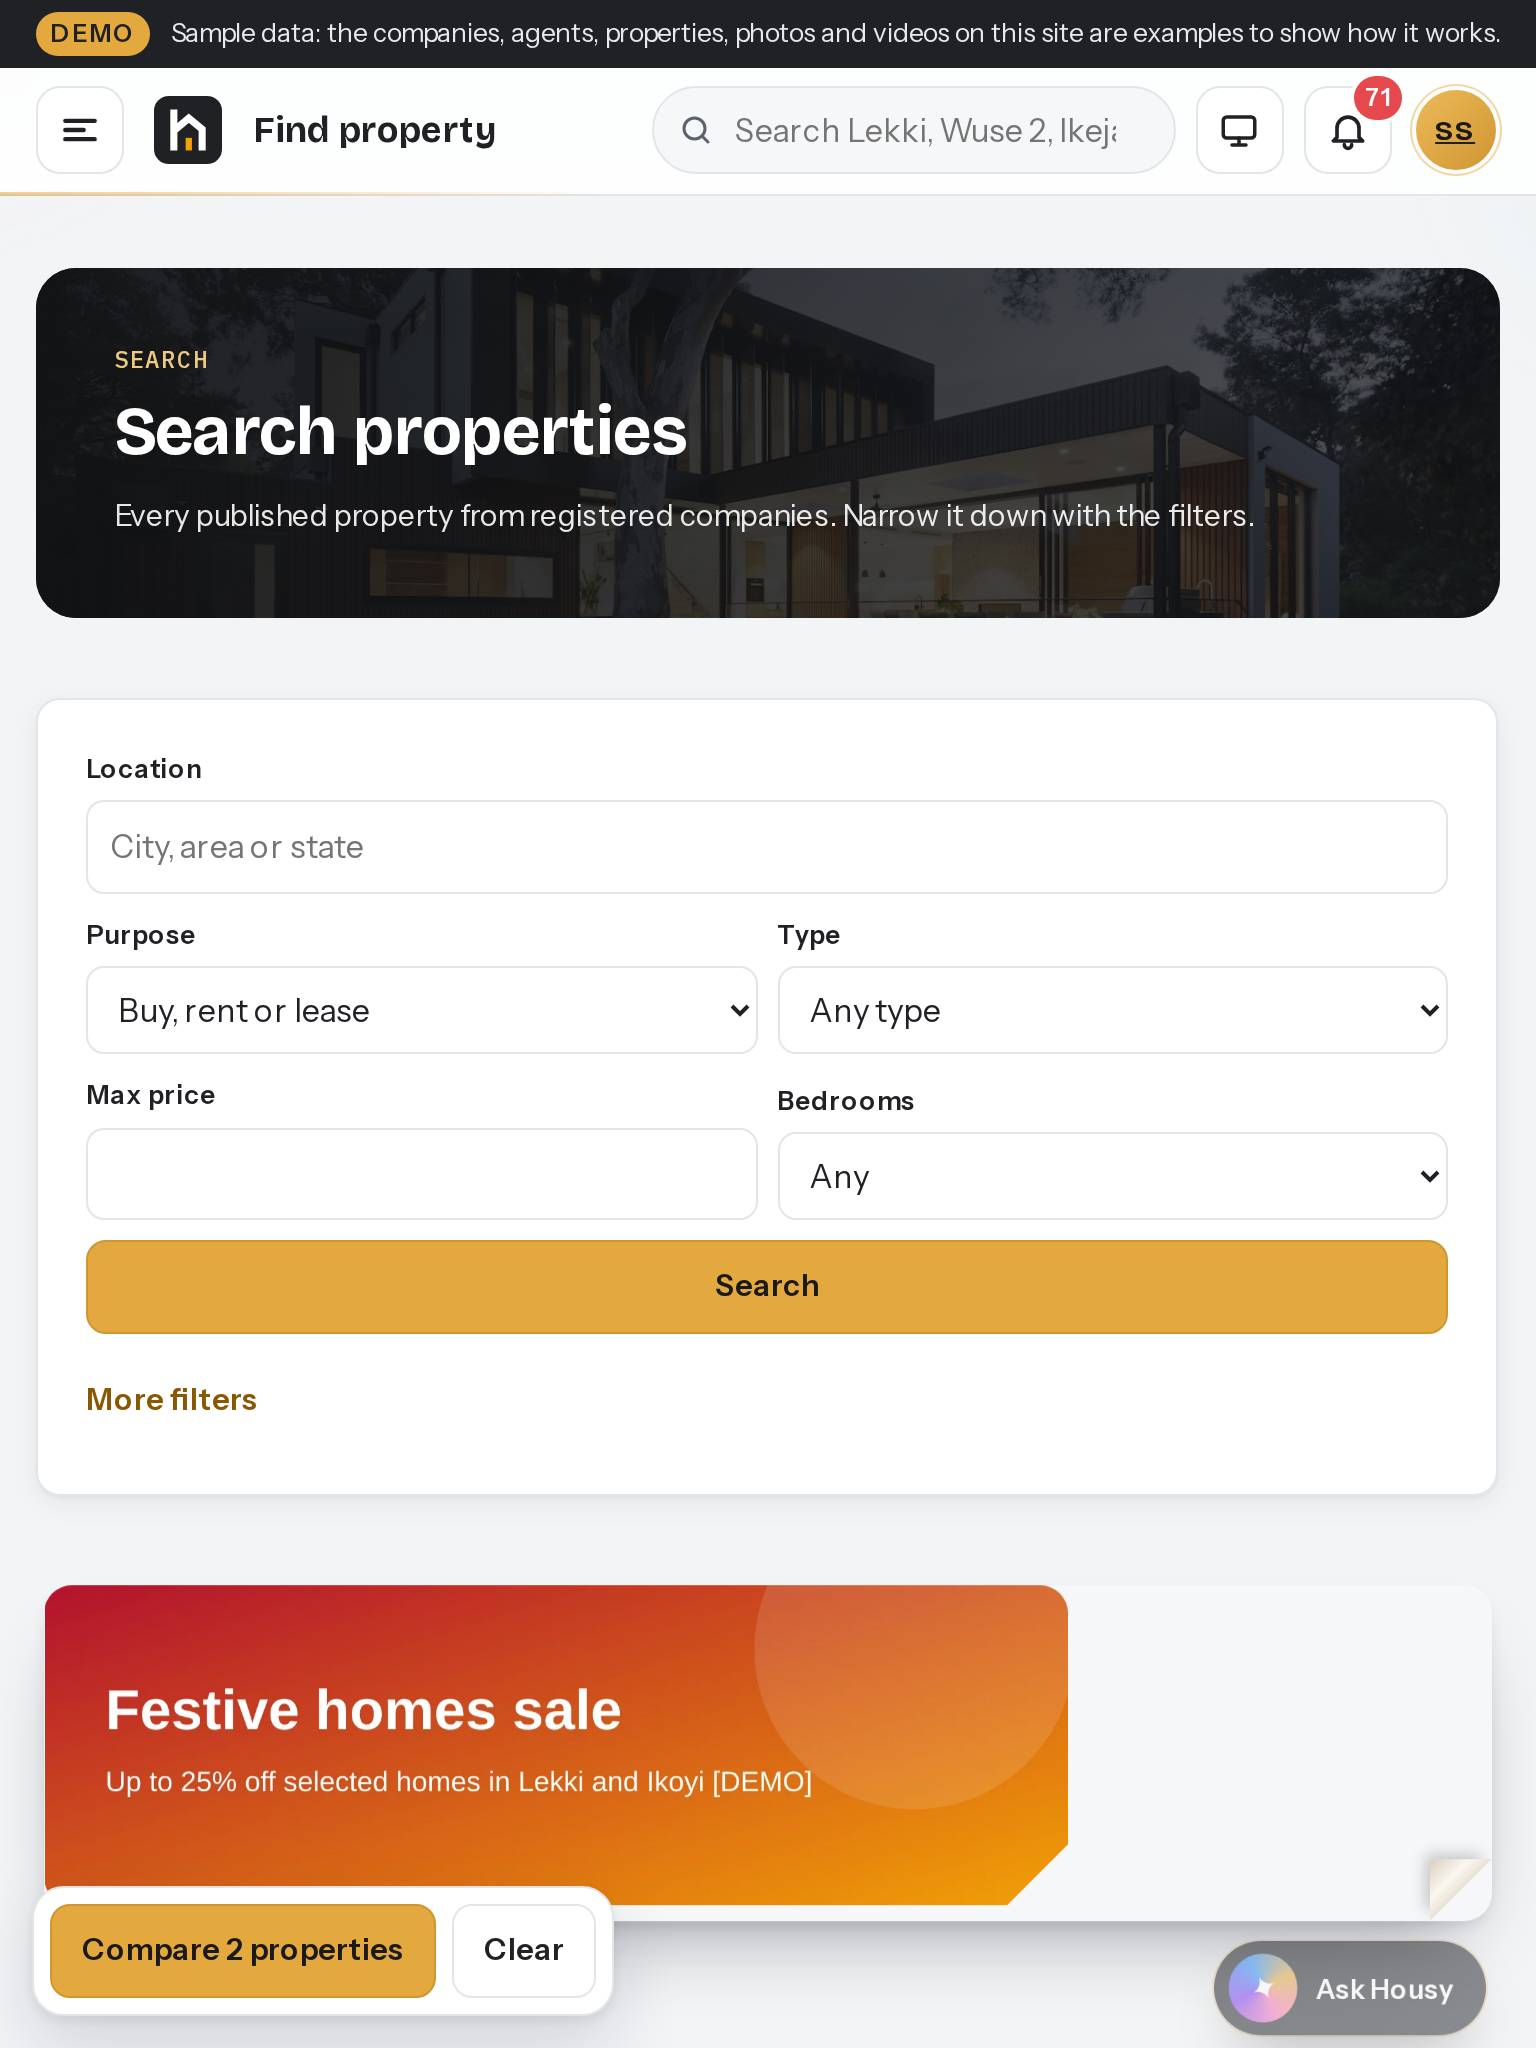 DEMO Sample data: the companies, agents, properties, photos and videos on this site are examples to show how it works.
Find property
Search Lekki, Wuse 2, Ikeja
71
SS
SEARCH
Search properties
Every published property from registered companies. Narrow it down with the filters.
Location
City, area or state
Purpose
Type
Buy, rent or lease
Any type
Max price
Bedrooms
Any
Search
More filters
Festive homes sale
Up to 25% off selected homes in Lekki and Ikoyi [DEMO]
Compare 2 properties
Clear
Ask Housy